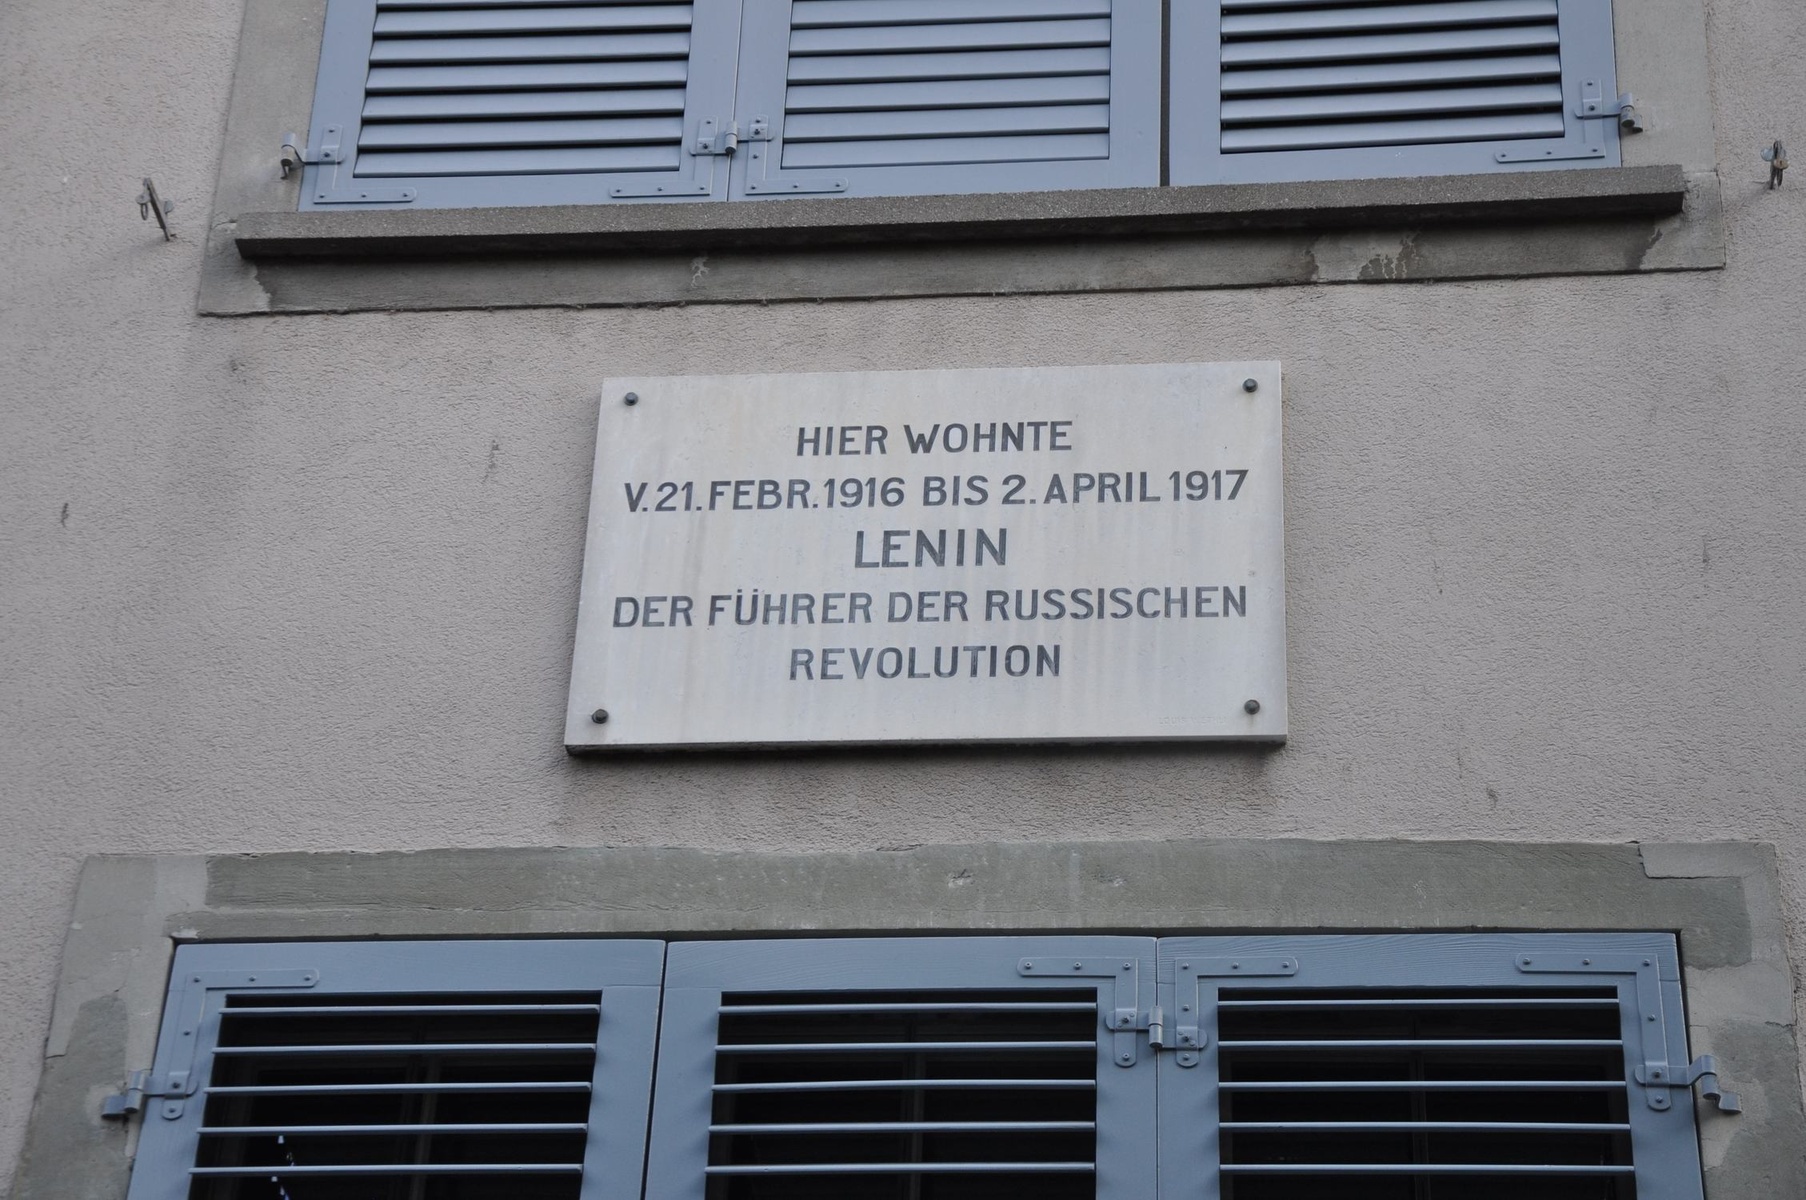 HIER WOHNTE
V. 21. FEBR. 1916 BIS 2. APRIL 1917
LENIN
DER FÜHRER DER RUSSISCHEN
REVOLUTION